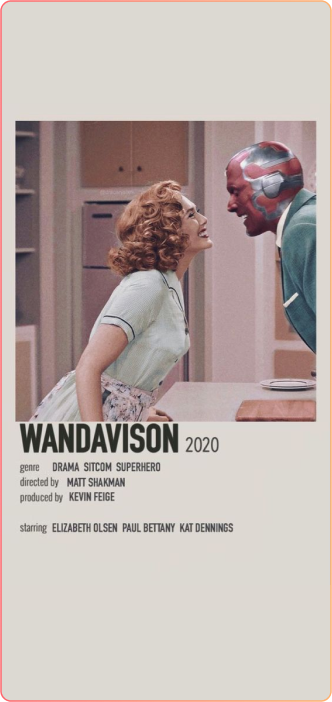 WANDAVISON 2020
genre DRAMA SITCOM SUPERHERO
directed by MATT SHAKMAN
produced by KEVIN FEIGE
starring ELIZABETH OLSEN PAUL BETTANY KAT DENNINGS